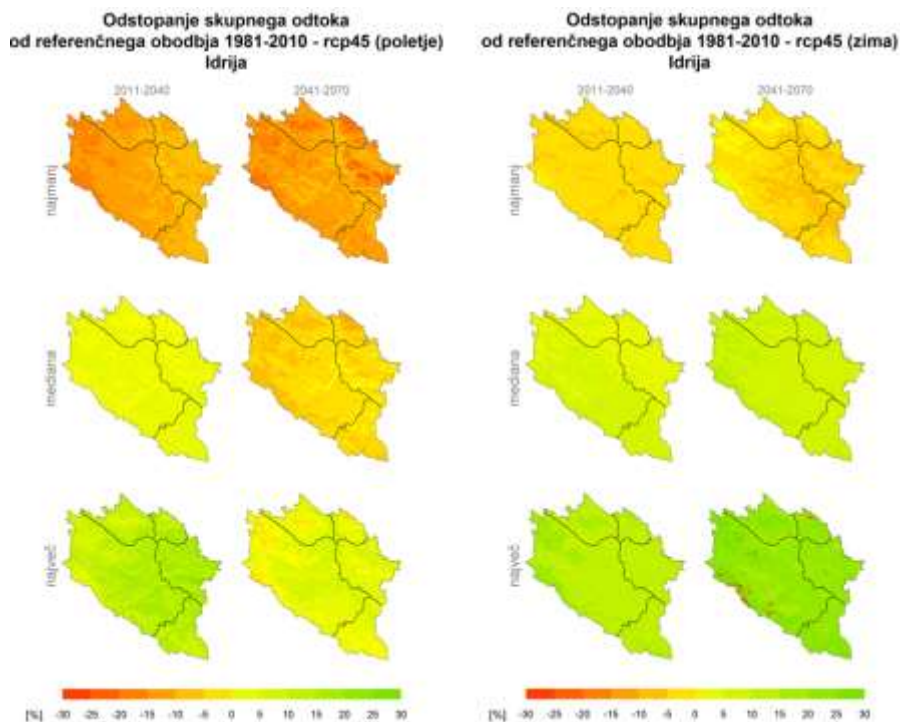 Odstopanje skupnega odtoka
od referenčnega obodbja 1981-2010 - rcp45 (poletje)
Idrija
2011-2040 2041-2070
najmanj
mediana
največ
[%] -30 -25 -20 -15 -10 -5 0 5 10 15 20 25 30
Odstopanje skupnega odtoka
od referenčnega obodbja 1981-2010 - rcp45 (zima)
Idrija
2011-2040 2041-2070
najmanj
mediana
največ
[%] -30 -25 -20 -15 -10 -5 0 5 10 15 20 25 30